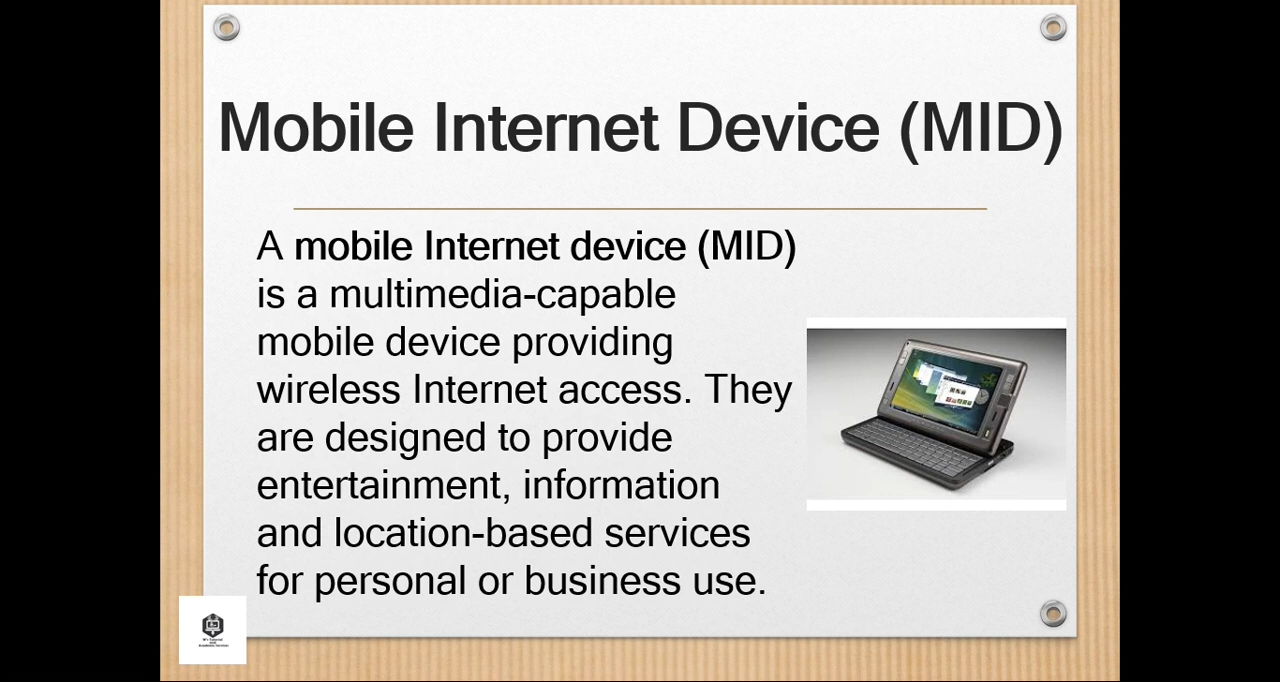 Mobile Internet Device (MID)
A mobile Internet device (MID)
is a multimedia-capable
mobile device providing
wireless Internet access. They
are designed to provide
entertainment, information
and location-based services
for personal or business use.